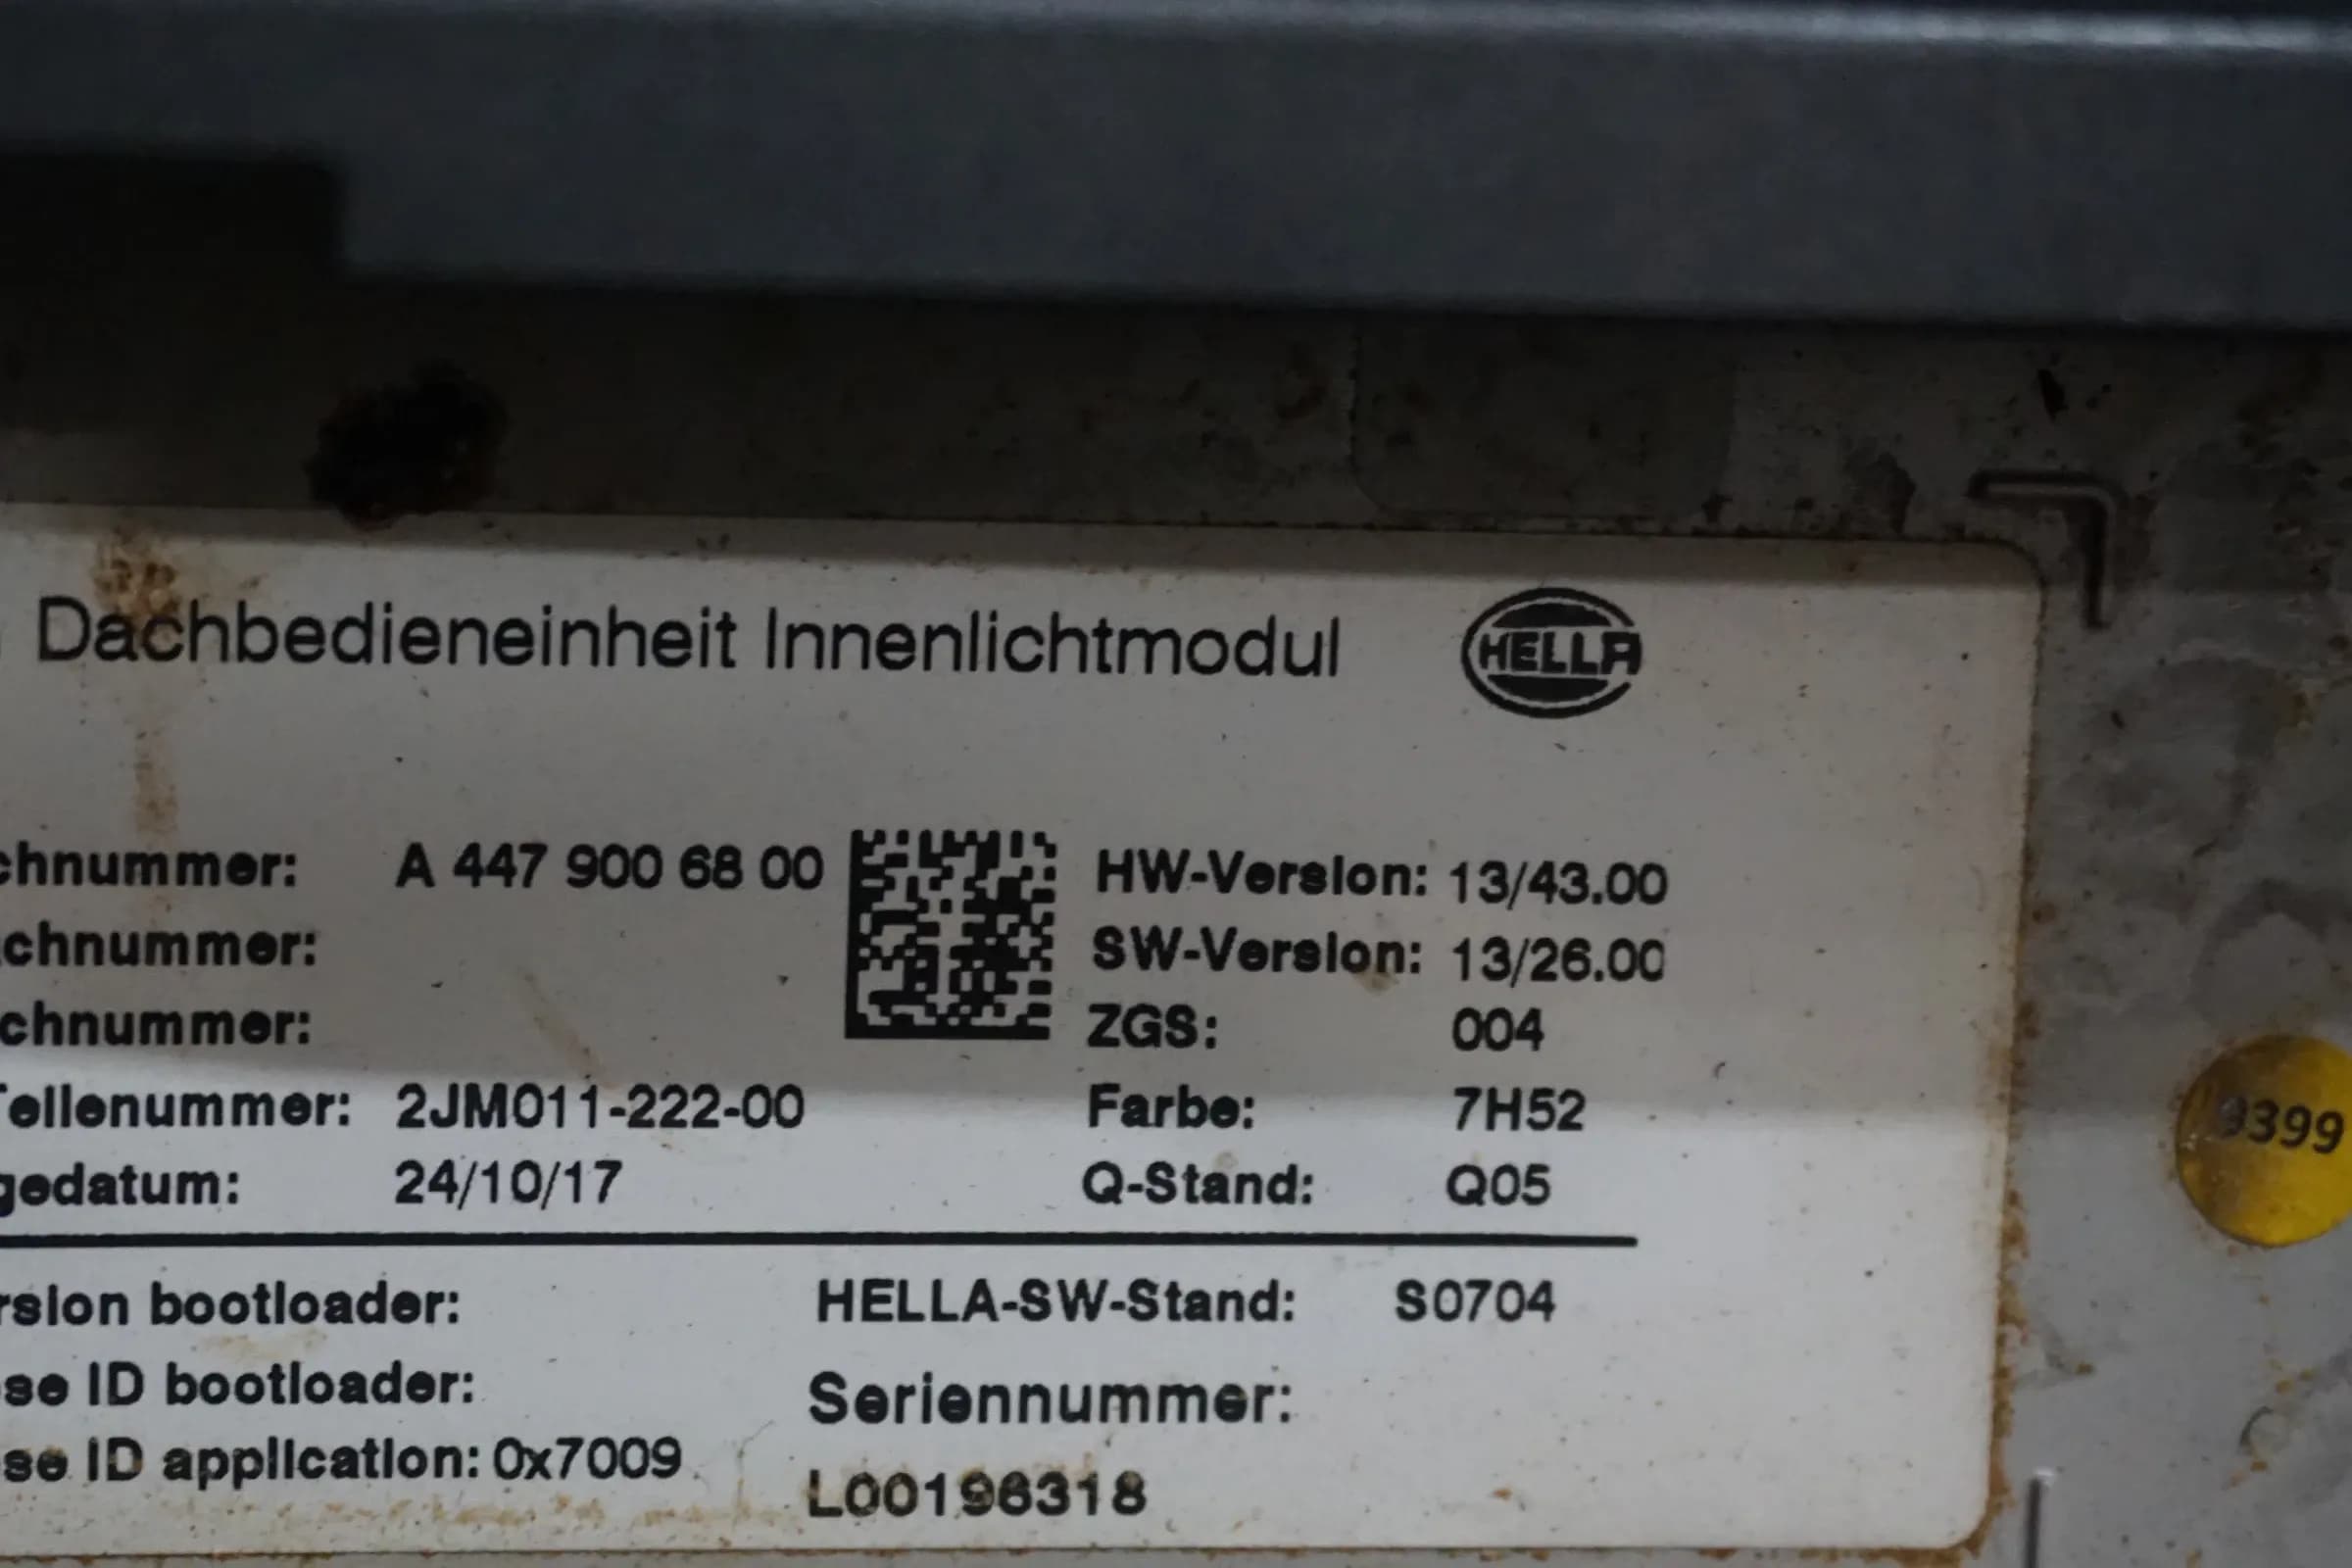 Dachbedieneinheit Innenlichtmodul HELLA
chnummer: A 447 900 68 00 HW-Version: 13/43.00
chnummer: SW-Version: 13/26.00
chnummer: ZGS: 004
Teilenummer: 2JM011-222-00 Farbe: 7H52
gedatum: 24/10/17 Q-Stand: Q05
rsion bootloader: HELLA-SW-Stand: S0704
se ID bootloader: Seriennummer:
se ID application: 0x7009
L00196318
9399